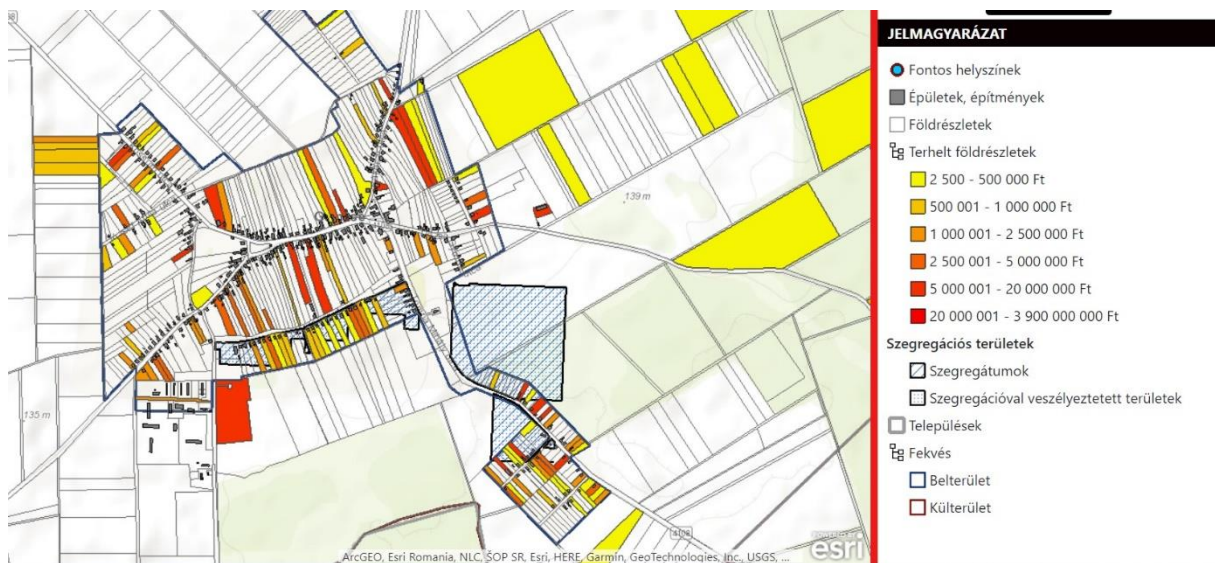 JELMAGYARÁZAT
Fontos helyszínek
Épületek, építmények
Földrészletek
Terhelt földrészletek
2 500 - 500 000 Ft
500 001 - 1 000 000 Ft
1 000 001 - 2 500 000 Ft
2 500 001 - 5 000 000 Ft
5 000 001 - 20 000 000 Ft
20 000 001 - 3 900 000 000 Ft
Szegregációs területek
Szegregátumok
Szegregációval veszélyeztetett területek
Települések
Fekvés
Belterület
Külterület
139 m
135 m
4108
ArcGEO, Esri Romania, NLC, ŠOP SR, Esri, HERE, Garmin, GeoTechnologies, Inc., USGS, ...
esri